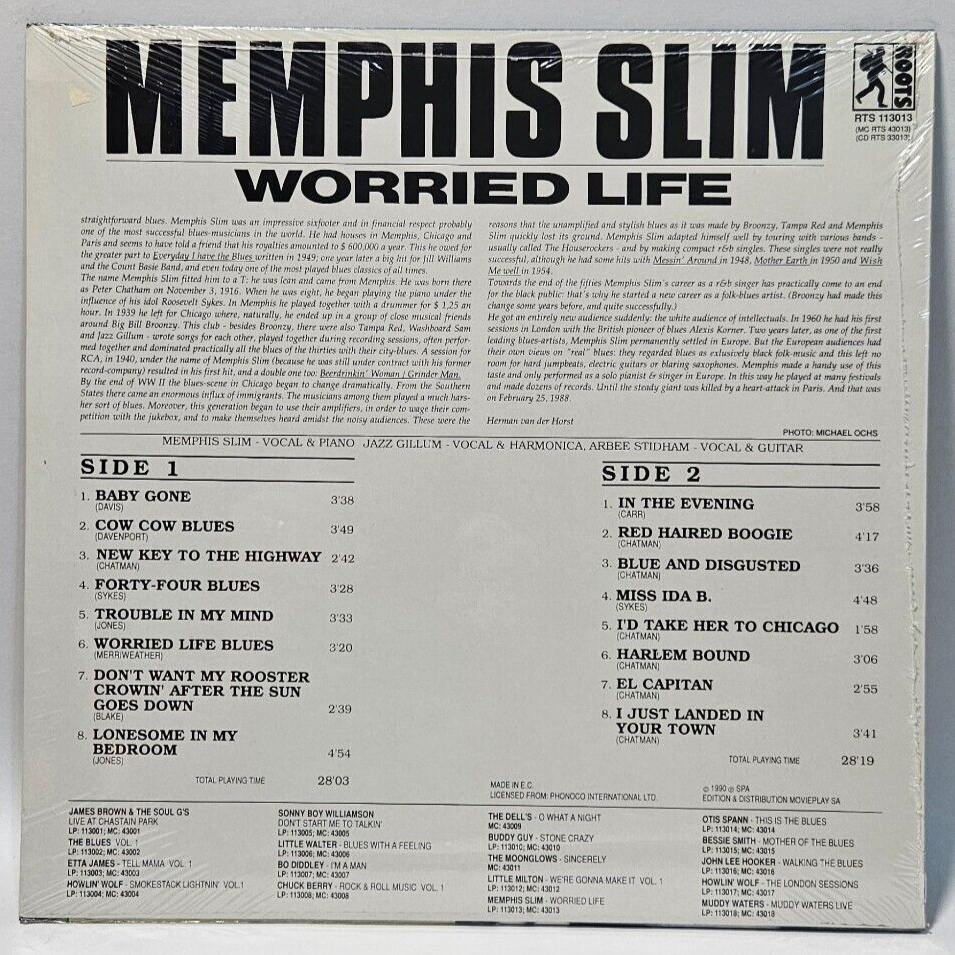 MEMPHIS SLIM
ROOTS
RTS 113013
(MC RTS 43013)
(CD RTS 33013)
WORRIED LIFE
straightforward blues. Memphis Slim was an impressive sixfooter and in financial respect probably
one of the most successful blues-musicians in the world. He had houses in Memphis, Chicago and
Paris and seems to have told a friend that his royalties amounted to $ 600,000 a year. This he owed for
the greater part to Everyday I have the Blues written in 1949; one year later a big hit for Jill Williams
and the Count Basie Band, and even today one of the most played blues classics of all times.
The name Memphis Slim fitted him to a T: he was lean and came from Memphis. He was born there
as Peter Chatham on November 3, 1916. When he was eight, he began playing the piano under the
influence of his idol Roosevelt Sykes. In Memphis he played together with a drummer for $ 1,25 an
hour. In 1939 he left for Chicago where, naturally, he ended up in a group of close musical friends
around Big Bill Broonzy. This club - besides Broonzy, there were also Tampa Red, Washboard Sam
and Jazz Gillum - wrote songs for each other, played together during recording sessions, often perfor-
med together and dominated practically all the blues of the thirties with their city-blues. A session for
RCA, in 1940, under the name of Memphis Slim (because he was still under contract with his former
record-company) resulted in his first hit, and a double one too: Beerdrinkin' Woman / Grinder Man.
By the end of WW II the blues-scene in Chicago began to change dramatically. From the Southern
States there came an enormous influx of immigrants. The musicians among them played a much hars-
her sort of blues. Moreover, this generation began to use their amplifiers, in order to wage their com-
petition with the jukebox, and to make themselves heard amidst the noisy audiences. These were the
reasons that the unamplified and stylish blues as it was made by Broonzy, Tampa Red and Memphis
Slim quickly lost its ground. Memphis Slim adapted himself well by touring with various bands -
usually called The Houserockers - and by making compact r&b singles. These singles were not really
successful, although he had some hits with Messin' Around in 1948, Mother Earth in 1950 and Wish
Me well in 1954.
Towards the end of the fifties Memphis Slim's career as a r&b singer has practically come to an end
for the black public: that's why he started a new career as a folk-blues artist. (Broonzy had made this
change some years before, and quite successfully.)
He got an entirely new audience suddenly: the white audience of intellectuals. In 1960 he had his first
sessions in London with the British pioneer of blues Alexis Korner. Two years later, as one of the first
leading blues-artists, Memphis Slim permanently settled in Europe. But the European audiences had
their own views on "real" blues: they regarded blues as exlusively black folk-music and this left no
room for hard jumpbeats, electric guitars or blaring saxophones. Memphis made a handy use of this
taste and only performed as a solo pianist & singer in Europe. In this way he played at many festivals
and made dozens of records. Until the steady giant was killed by a heart-attack in Paris. And that was
on February 25, 1988.
Herman van der Horst
PHOTO: MICHAEL OCHS
MEMPHIS SLIM - VOCAL & PIANO JAZZ GILLUM - VOCAL & HARMONICA, ARBEE STIDHAM - VOCAL & GUITAR
SIDE 1
1. BABY GONE 3'38
(DAVIS)
2. COW COW BLUES 3'49
(DAVENPORT)
3. NEW KEY TO THE HIGHWAY 2'42
(CHATMAN)
4. FORTY-FOUR BLUES 3'28
(SYKES)
5. TROUBLE IN MY MIND 3'33
(JONES)
6. WORRIED LIFE BLUES 3'20
(MERRIWEATHER)
7. DON'T WANT MY ROOSTER
CROWIN' AFTER THE SUN
GOES DOWN 2'39
(BLAKE)
8. LONESOME IN MY
BEDROOM 4'54
(JONES)
TOTAL PLAYING TIME 28'03
SIDE 2
1. IN THE EVENING 3'58
(CARR)
2. RED HAIRED BOOGIE 4'17
(CHATMAN)
3. BLUE AND DISGUSTED 3'36
(CHATMAN)
4. MISS IDA B. 4'48
(SYKES)
5. I'D TAKE HER TO CHICAGO 1'58
(CHATMAN)
6. HARLEM BOUND 3'06
(CHATMAN)
7. EL CAPITAN 2'55
(CHATMAN)
8. I JUST LANDED IN
YOUR TOWN 3'41
(CHATMAN)
TOTAL PLAYING TIME 28'19
MADE IN E.C.
LICENSED FROM: PHONOCO INTERNATIONAL LTD.
© 1990 ℗ SPA
EDITION & DISTRIBUTION MOVIEPLAY SA
JAMES BROWN & THE SOUL G'S
LIVE AT CHASTAIN PARK
LP: 113001; MC: 43001
THE BLUES VOL. 1
LP: 113002; MC: 43002
ETTA JAMES - TELL MAMA VOL. 1
LP: 113003; MC: 43003
HOWLIN' WOLF - SMOKESTACK LIGHTNIN' VOL.1
LP: 113004; MC: 43004
SONNY BOY WILLIAMSON
DON'T START ME TO TALKIN'
LP: 113005; MC: 43005
LITTLE WALTER - BLUES WITH A FEELING
LP: 113006; MC: 43006
BO DIDDLEY - I'M A MAN
LP: 113007; MC: 43007
CHUCK BERRY - ROCK & ROLL MUSIC VOL. 1
LP: 113008; MC: 43008
THE DELL'S - O WHAT A NIGHT
MC: 43009
BUDDY GUY - STONE CRAZY
LP: 113010; MC: 43010
THE MOONGLOWS - SINCERELY
MC: 43011
LITTLE MILTON - WE'RE GONNA MAKE IT VOL. 1
LP: 113012; MC: 43012
MEMPHIS SLIM - WORRIED LIFE
LP: 113013; MC: 43013
OTIS SPANN - THIS IS THE BLUES
LP: 113014; MC: 43014
BESSIE SMITH - MOTHER OF THE BLUES
LP: 113015; MC: 43015
JOHN LEE HOOKER - WALKING THE BLUES
LP: 113016; MC: 43016
HOWLIN' WOLF - THE LONDON SESSIONS
LP: 113017; MC: 43017
MUDDY WATERS - MUDDY WATERS LIVE
LP: 113018; MC: 43018